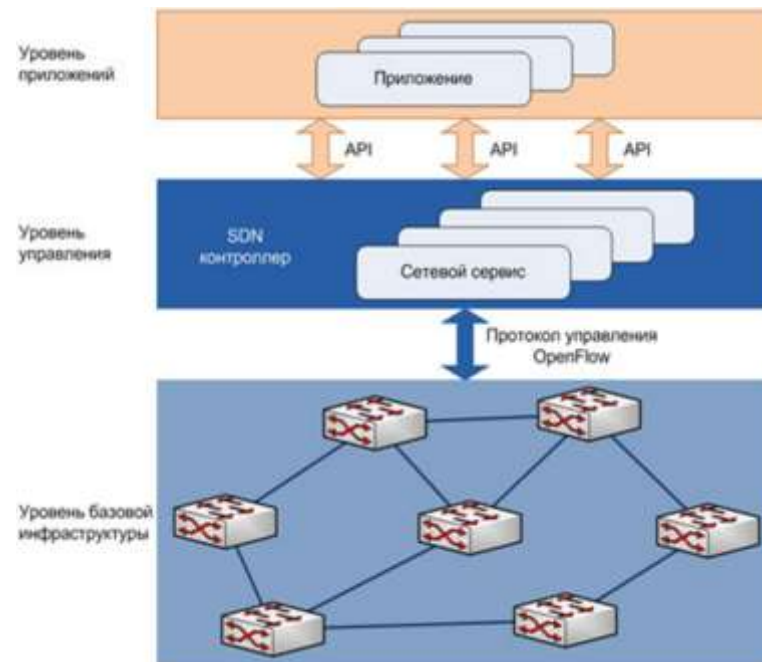 Уровень
приложений
Приложение
API
API
API
Уровень
управления
SDN
контроллер
Сетевой сервис
Протокол управления
OpenFlow
Уровень базовой
инфраструктуры